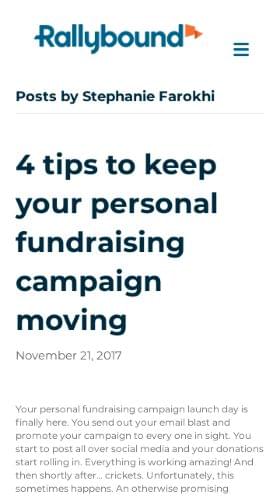 Rallybound
Posts by Stephanie Farokhi
4 tips to keep
your personal
fundraising
campaign
moving
November 21, 2017
Your personal fundraising campaign launch day is
finally here. You send out your email blast and
promote your campaign to every one in sight. You
start to post all over social media and your donations
start rolling in. Everything is working amazing! And
then shortly after… crickets. Unfortunately, this
sometimes happens. An otherwise promising